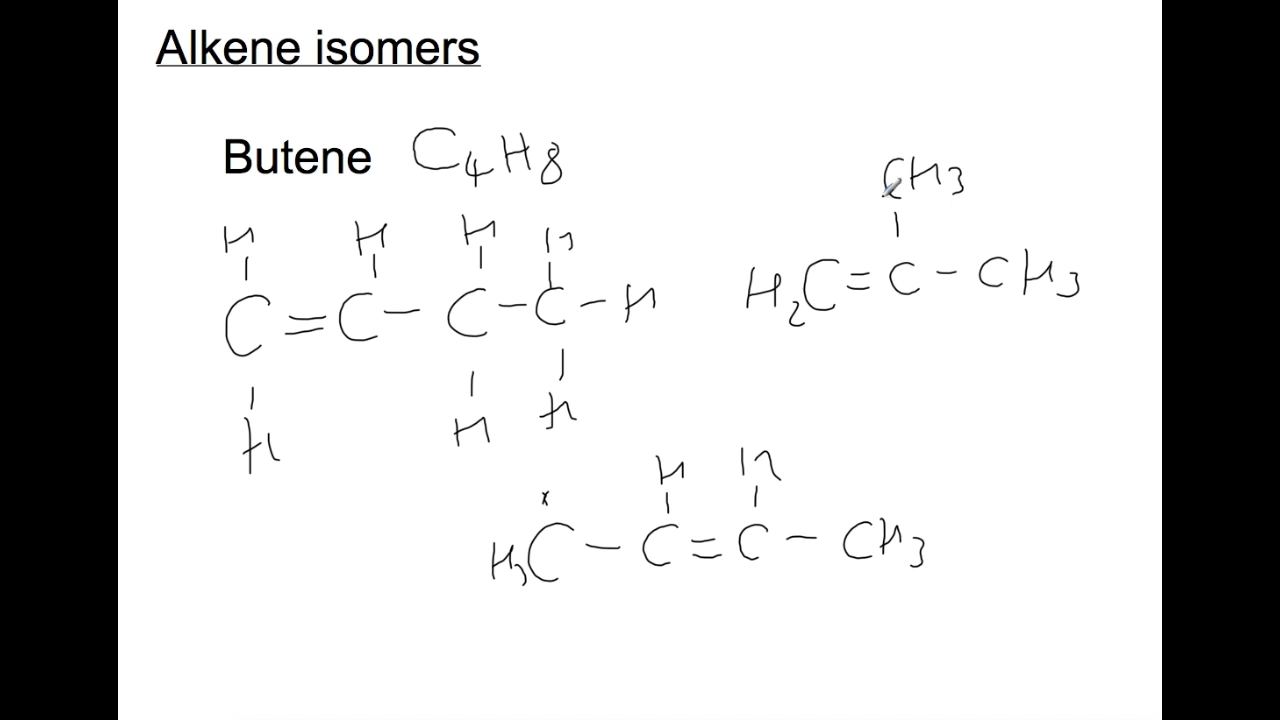 Alkene isomers
Butene C4H8
CH3
H H H H
H2C=C-CH3
C=C-C-C-H
H H H
H H
H3C-C=C-CH3